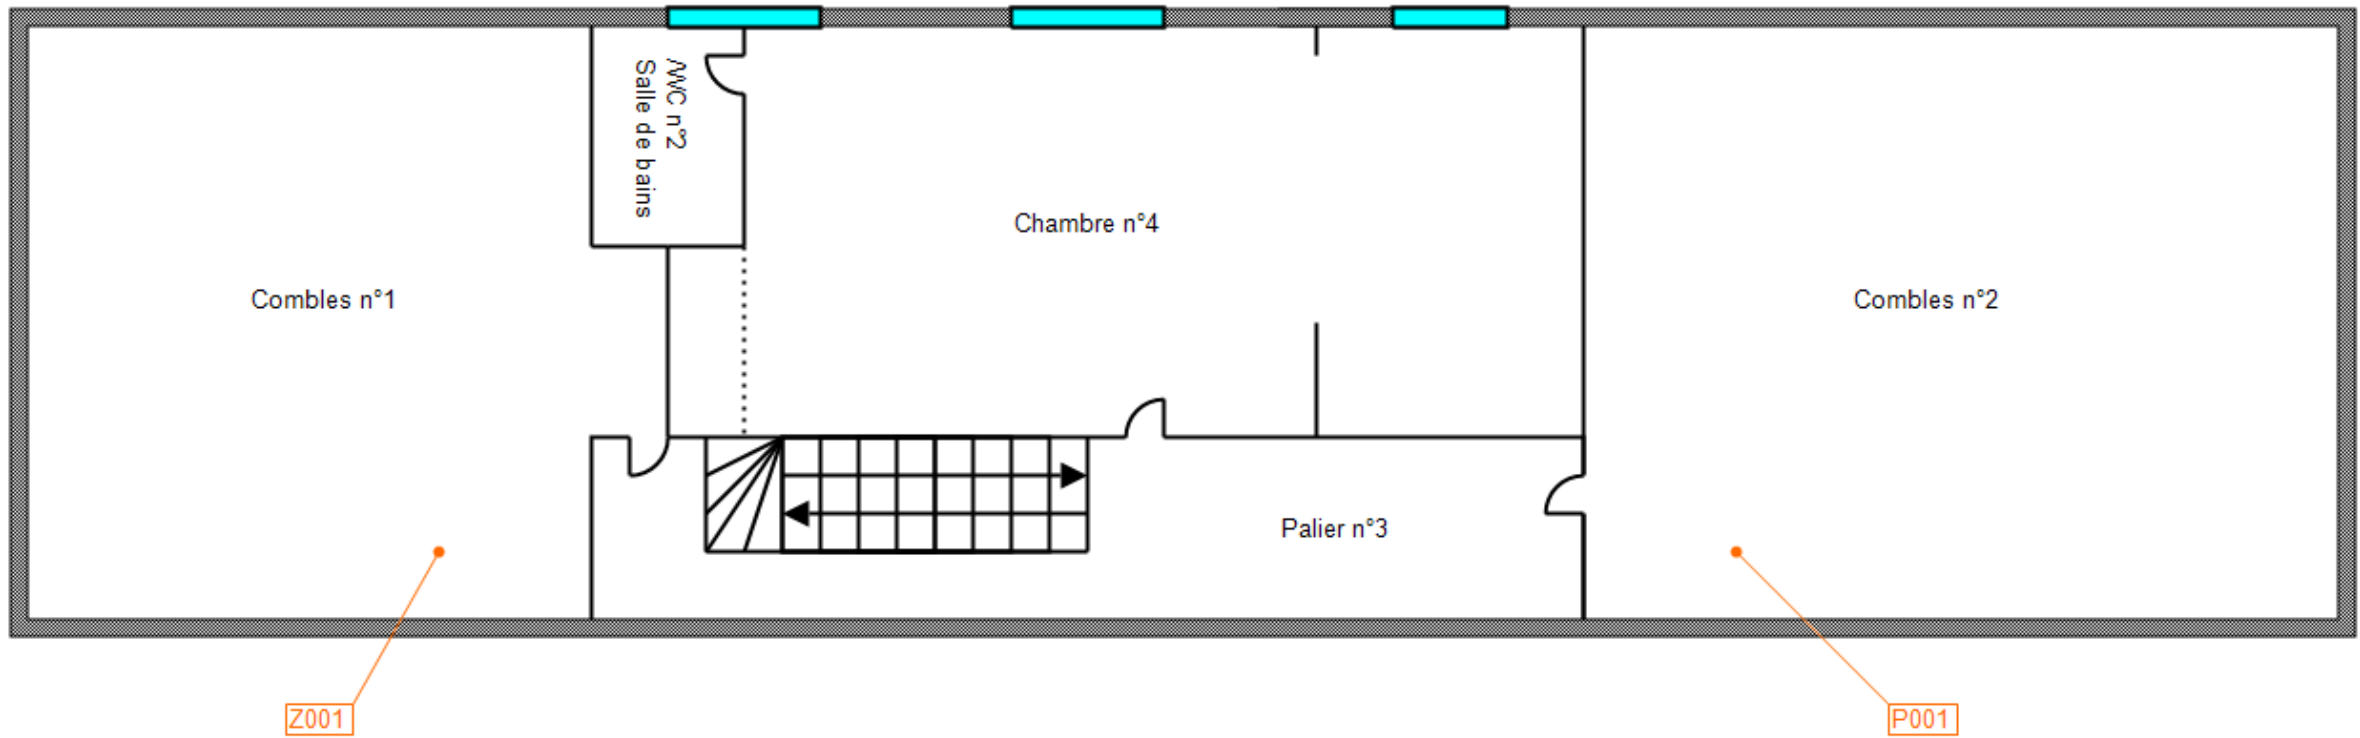 Salle de bains
/WC n°2
Chambre n°4
Combles n°1
Combles n°2
Palier n°3
Z001
P001